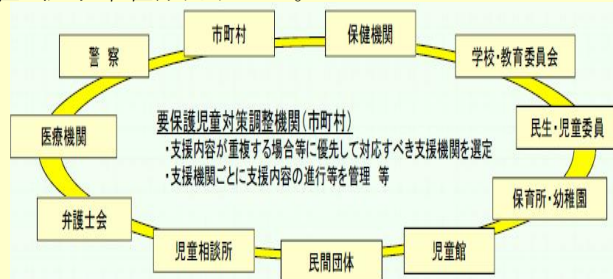 市町村
保健機関
警 察
学校・教育委員会
医療機関
要保護児童対策調整機関(市町村)
・支援内容が重複する場合等に優先して対応すべき支援機関を選定
・支援機関ごとに支援内容の進行等を管理 等
民生・児童委員
保育所・幼稚園
弁護士会
児童相談所
民間団体
児童館